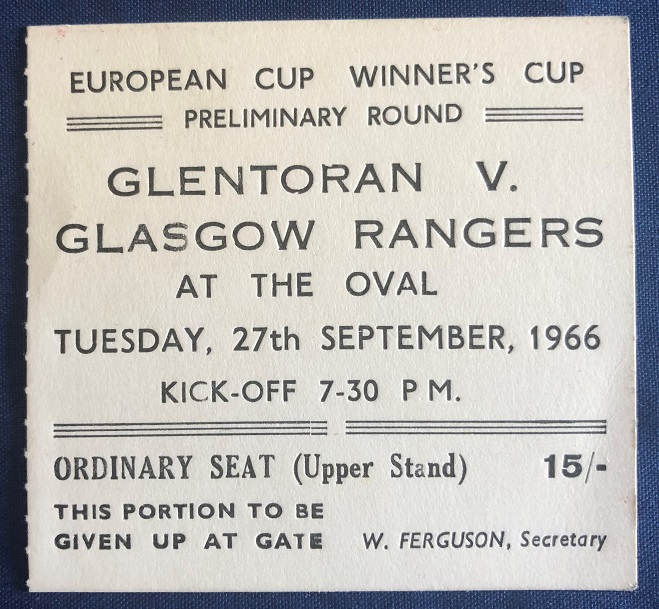 EUROPEAN CUP WINNER'S CUP
PRELIMINARY ROUND
GLENTORAN V.
GLASGOW RANGERS
AT THE OVAL
TUESDAY, 27th SEPTEMBER, 1966
KICK-OFF 7-30 P M.
ORDINARY SEAT (Upper Stand) 15/-
THIS PORTION TO BE
GIVEN UP AT GATE W. FERGUSON, Secretary